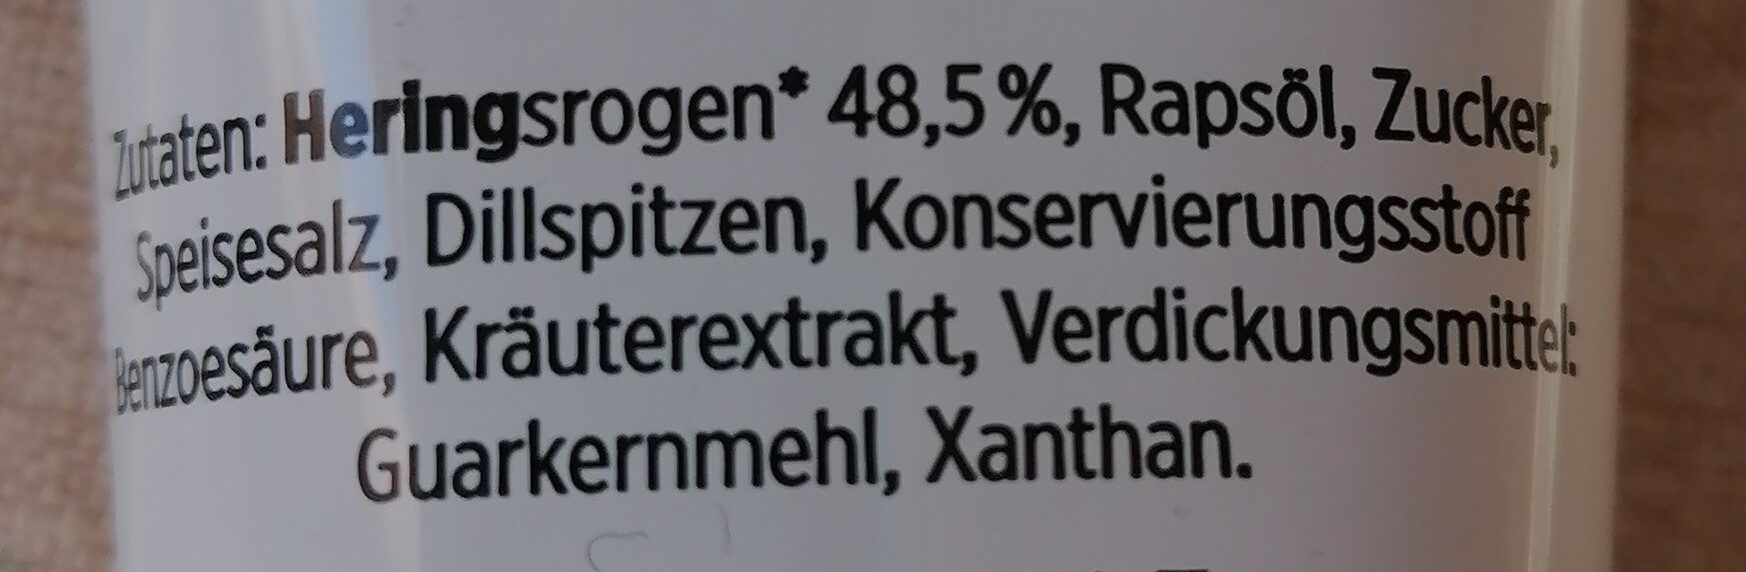 Zutaten: Heringsrogen* 48,5%, Rapsöl, Zucker,
Speisesalz, Dillspitzen, Konservierungsstoff
Benzoesäure, Kräuterextrakt, Verdickungsmittel:
Guarkernmehl, Xanthan.